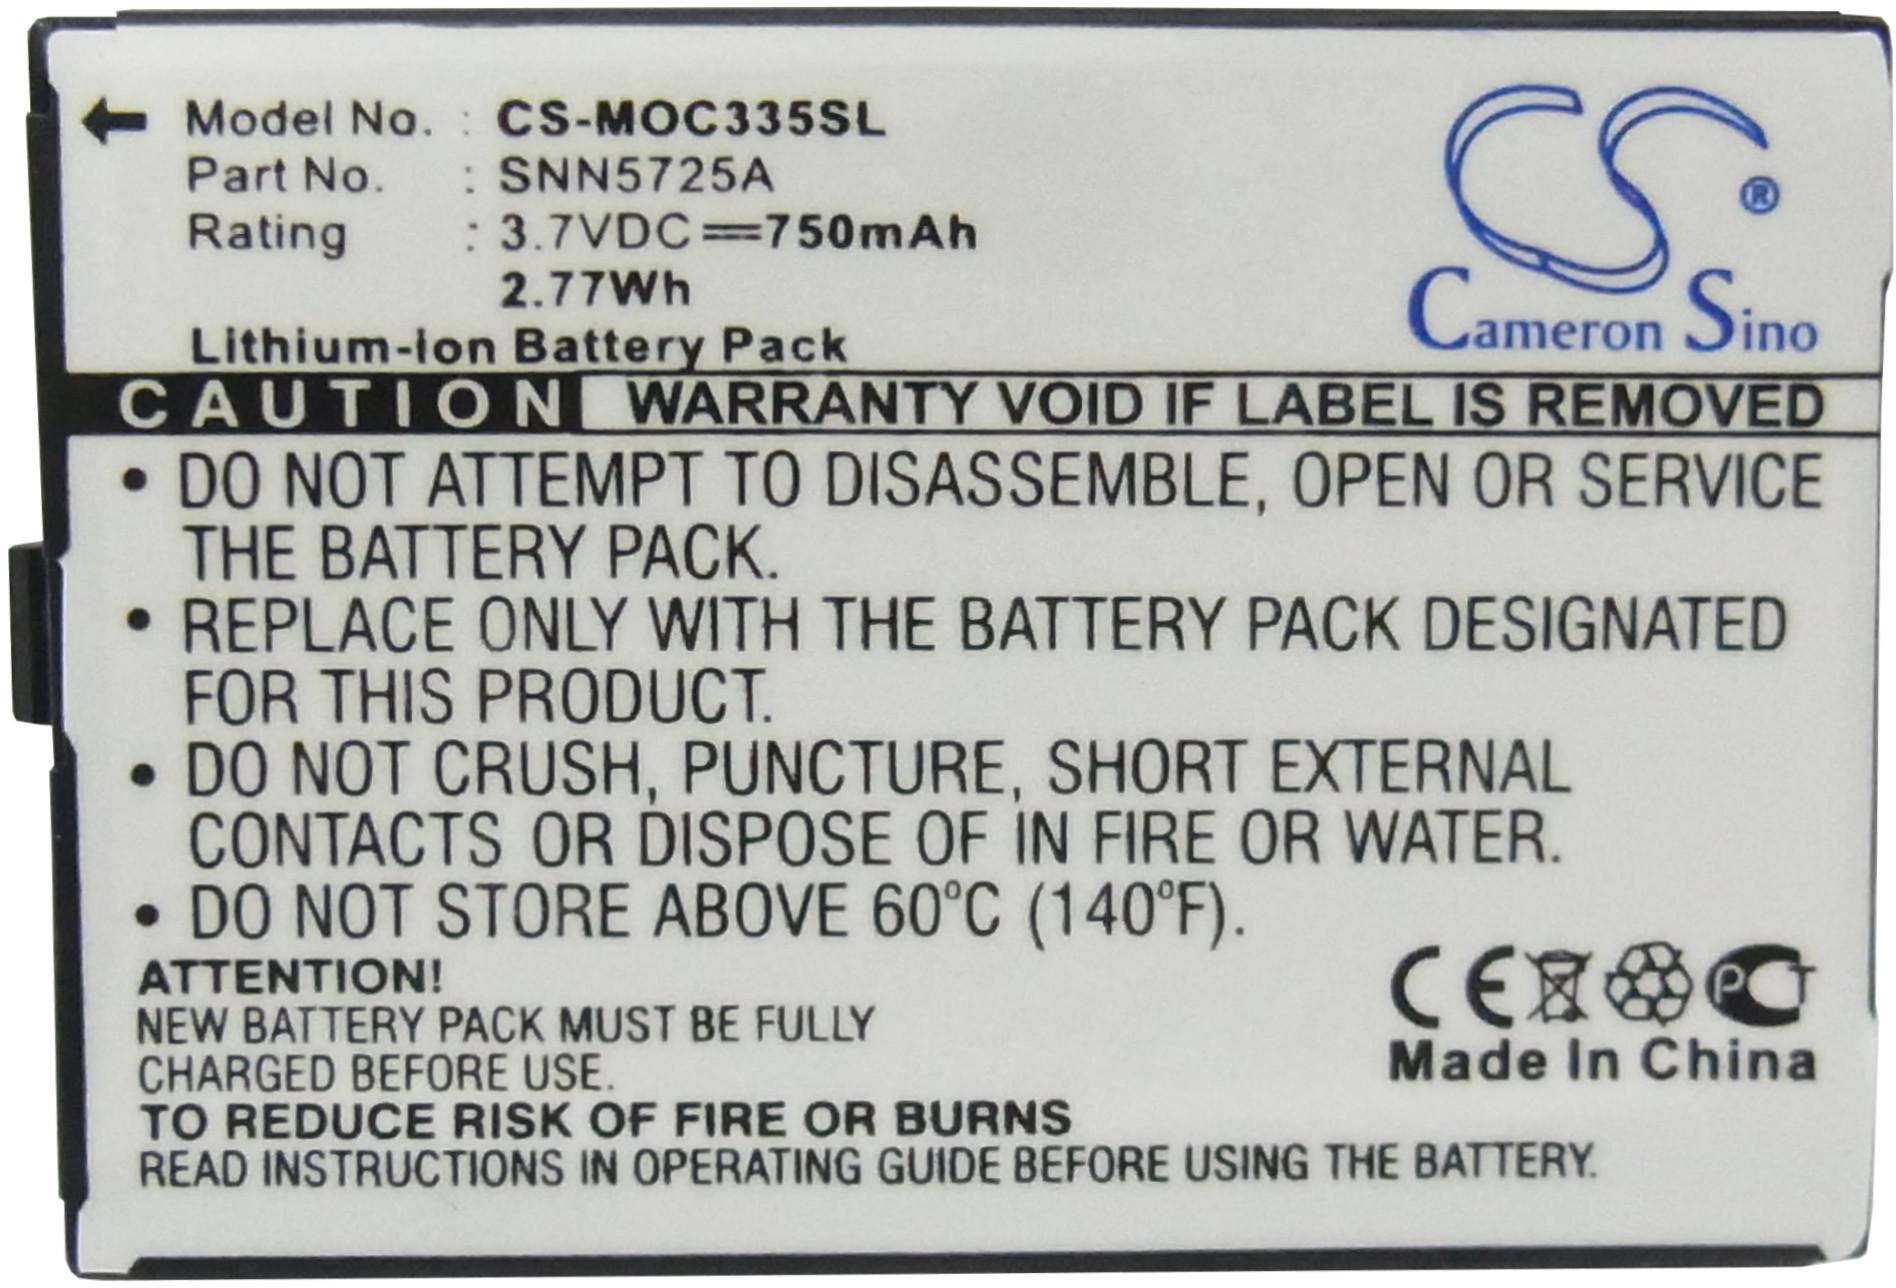 Model No. : CS-MOC335SL
Part No. : SNN5725A
Rating : 3.7VDC 750mAh
2.77Wh
Lithium-Ion Battery Pack
CS ®
Cameron Sino
CAUTION WARRANTY VOID IF LABEL IS REMOVED
• DO NOT ATTEMPT TO DISASSEMBLE, OPEN OR SERVICE
THE BATTERY PACK.
• REPLACE ONLY WITH THE BATTERY PACK DESIGNATED
FOR THIS PRODUCT.
• DO NOT CRUSH, PUNCTURE, SHORT EXTERNAL
CONTACTS OR DISPOSE OF IN FIRE OR WATER.
• DO NOT STORE ABOVE 60°C (140°F).
ATTENTION!
NEW BATTERY PACK MUST BE FULLY
CHARGED BEFORE USE.
TO REDUCE RISK OF FIRE OR BURNS
READ INSTRUCTIONS IN OPERATING GUIDE BEFORE USING THE BATTERY.
CE PCT
Made In China